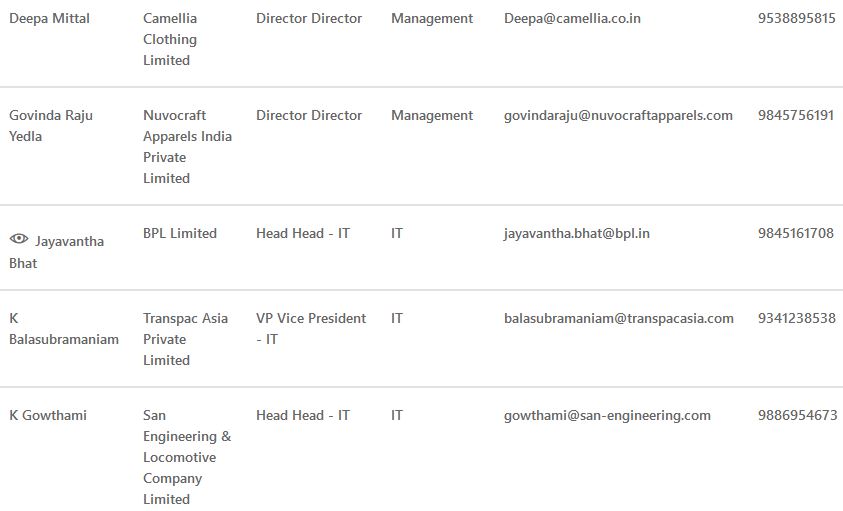 Deepa Mittal Camellia Director Director Management Deepa@camellia.co.in 9538895815
Clothing
Limited
Govinda Raju Nuvocraft Director Director Management govindaraju@nuvocraftapparels.com 9845756191
Yedla Apparels India
Private
Limited
Jayavantha BPL Limited Head Head - IT IT jayavantha.bhat@bpl.in 9845161708
Bhat
K Transpac Asia VP Vice President IT balasubramaniam@transpacasia.com 9341238538
Balasubramaniam Private - IT
Limited
K Gowthami San Head Head - IT IT gowthami@san-engineering.com 9886954673
Engineering &
Locomotive
Company
Limited